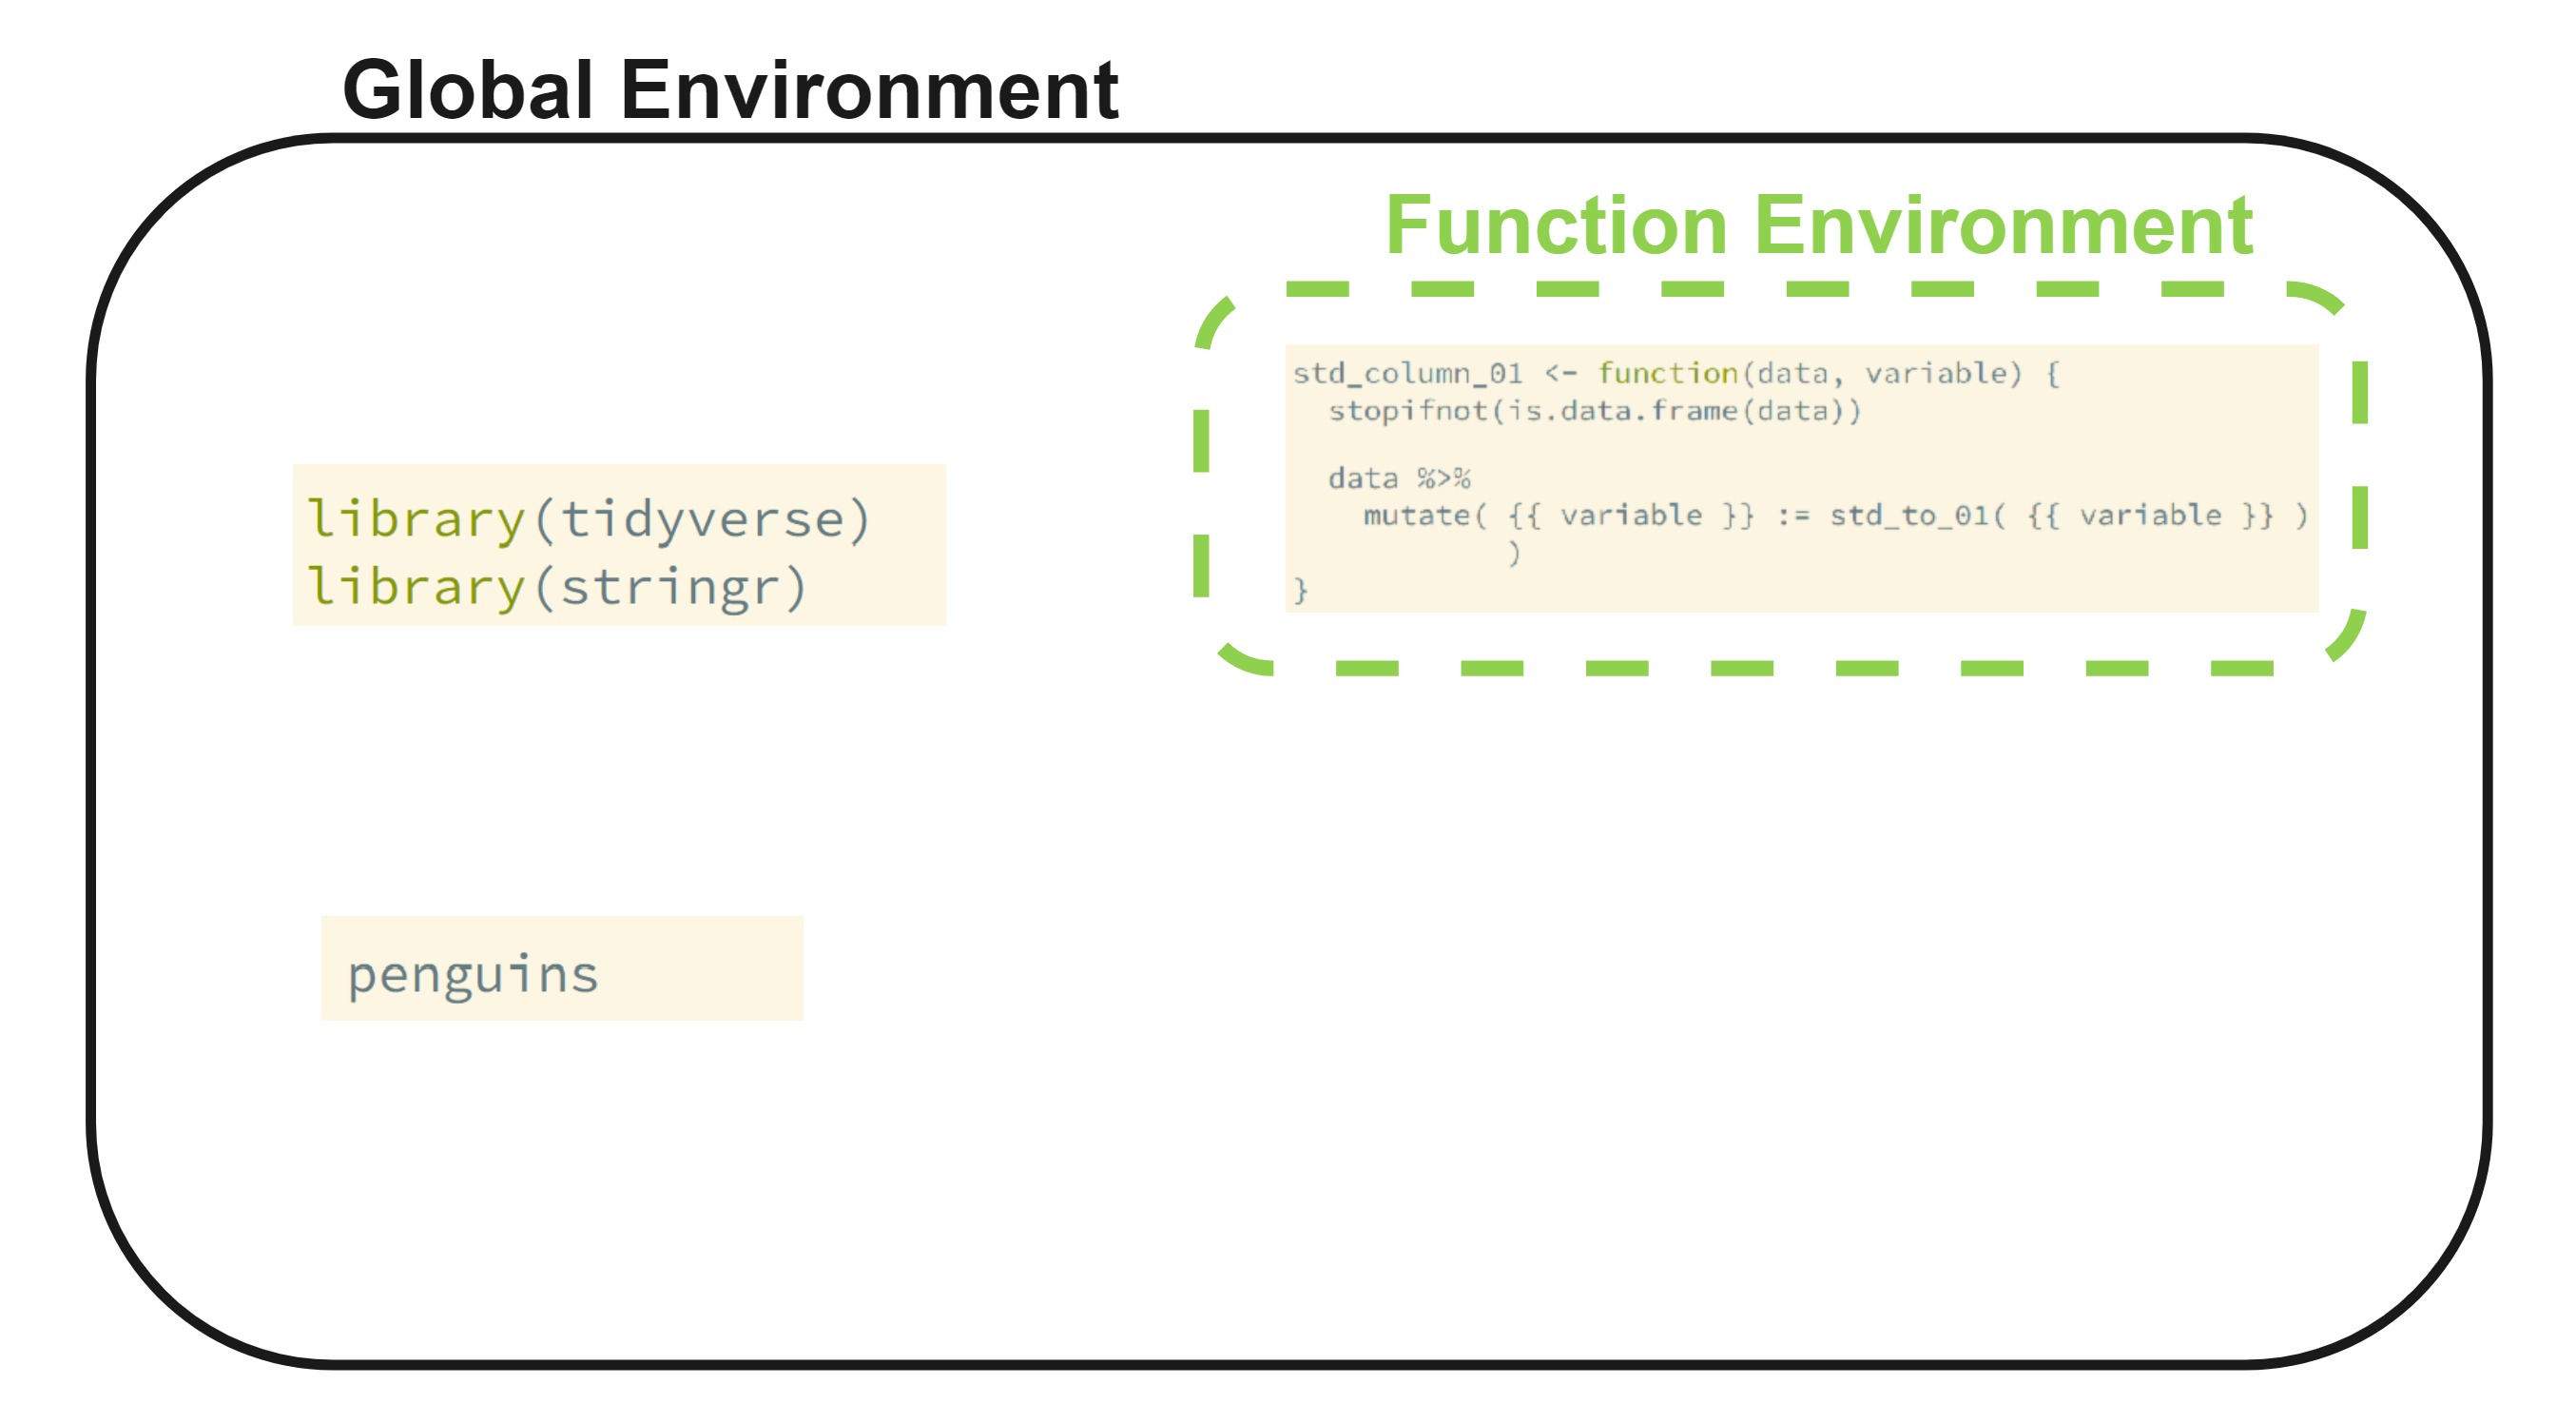 Global Environment
Function Environment
std_column_01 <- function(data, variable) {
  stopifnot(is.data.frame(data))
  data %>%
    mutate( {{ variable }} := std_to_01( {{ variable }} )
            )
}
library(tidyverse)
library(stringr)
penguins